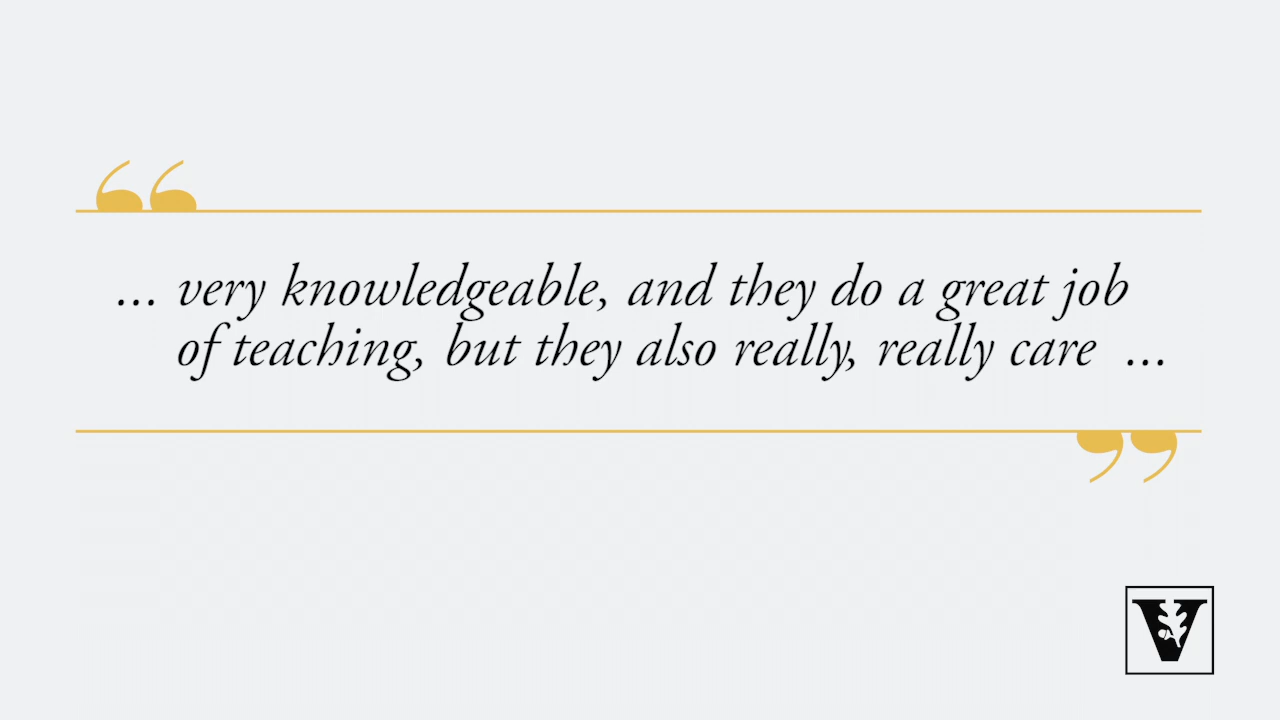 ... very knowledgeable, and they do a great job
of teaching, but they also really, really care ...
V